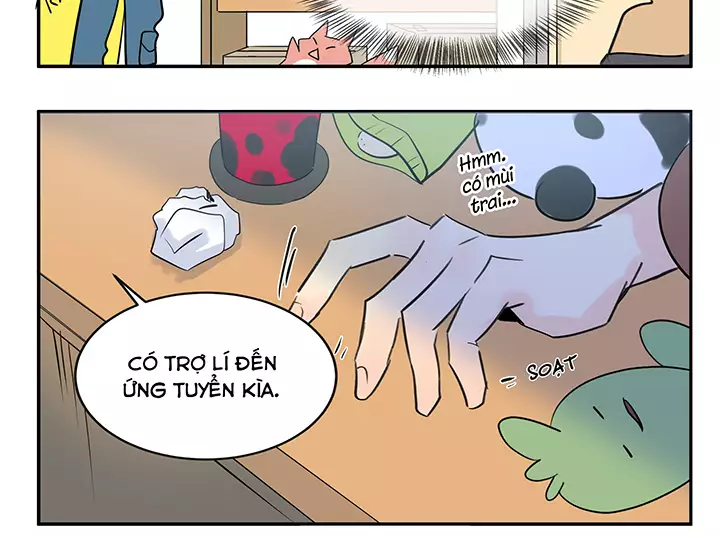 Hmm.
có mùi
trai...
SOẠT
CÓ TRỢ LÍ ĐẾN
ỨNG TUYỂN KÌA.